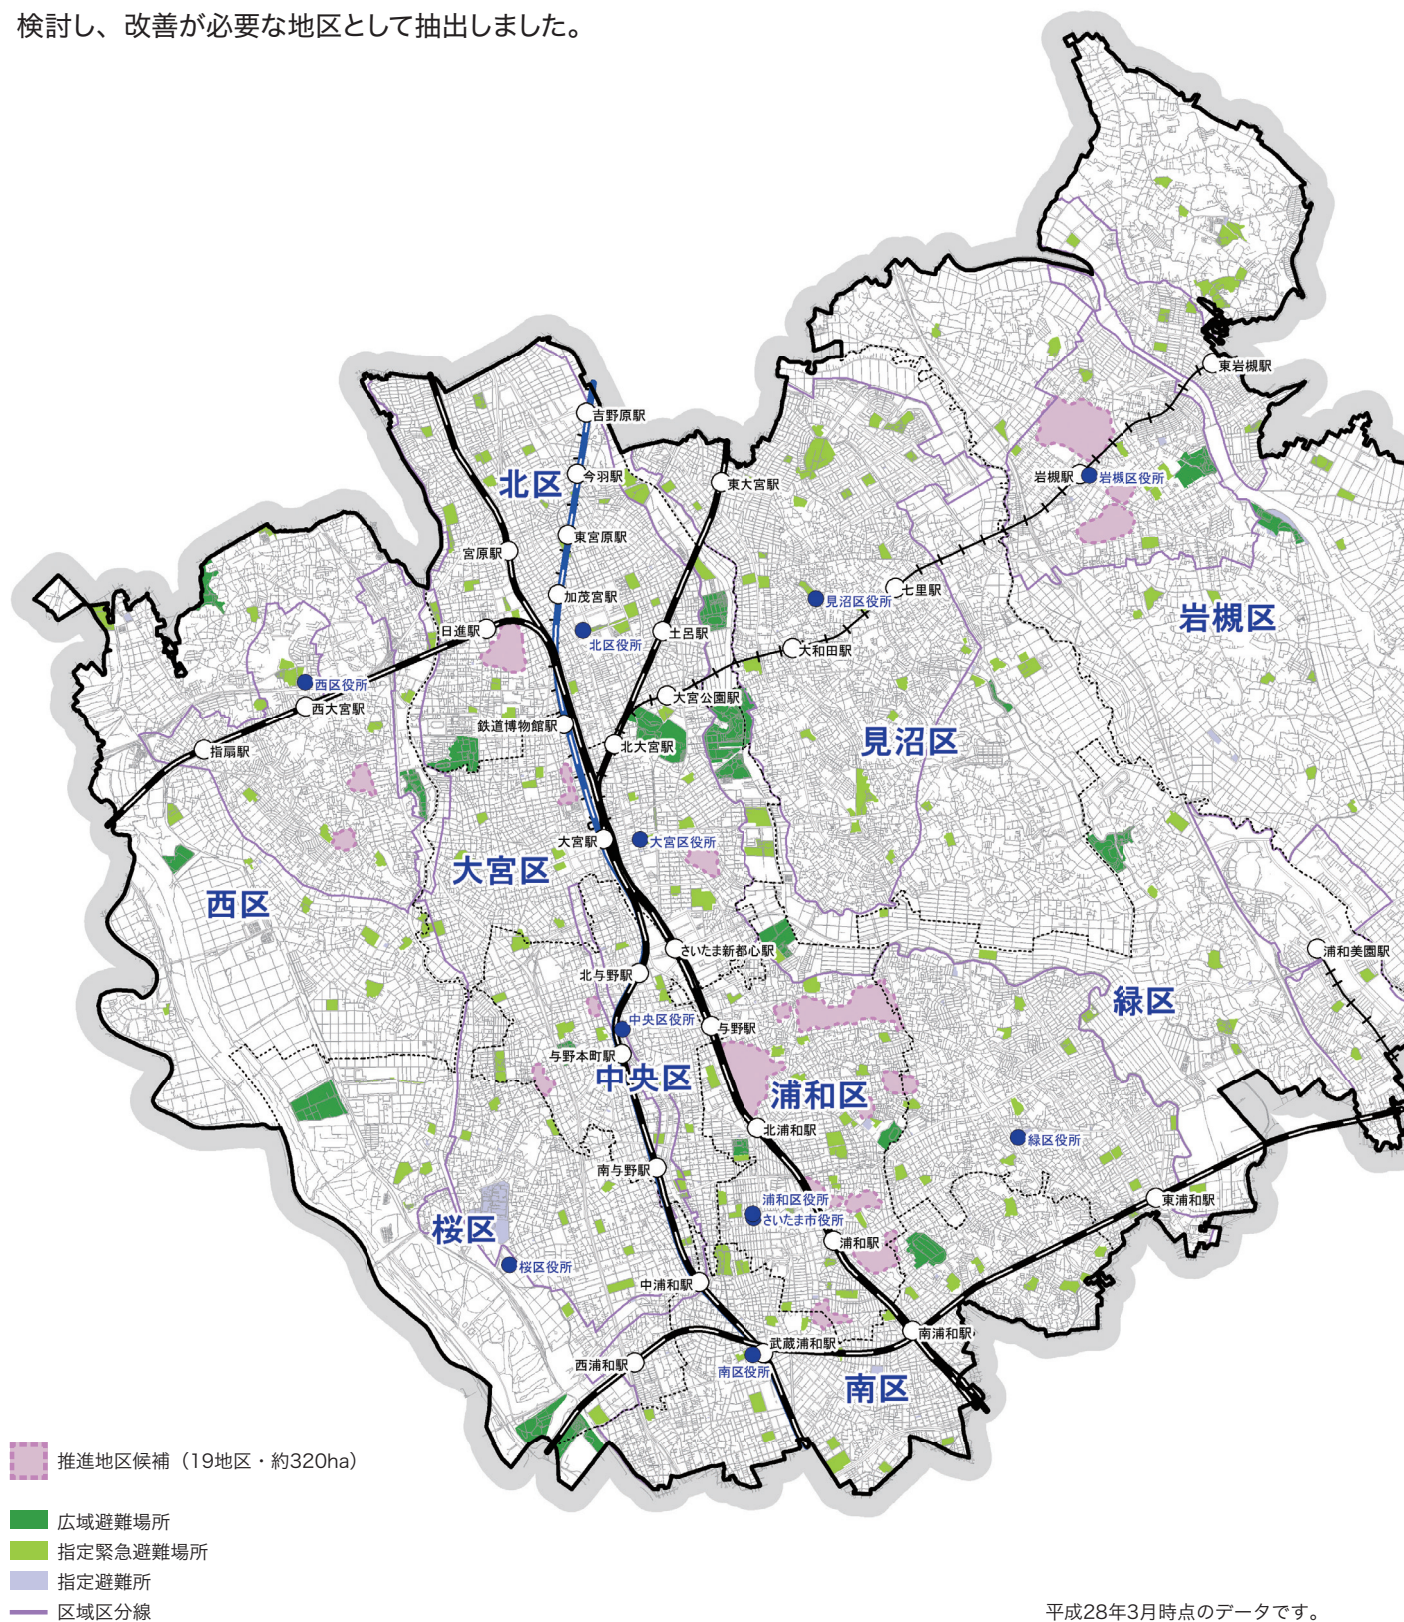 検討し、改善が必要な地区として抽出しました。
東岩槻駅
吉野原駅
北区
今羽駅
東大宮駅
岩槻駅
岩槻区役所
宮原駅
東宮原駅
加茂宮駅
七里駅
見沼区役所
岩槻区
日進駅
北区役所
土呂駅
大和田駅
西区役所
西大宮駅
大宮公園駅
鉄道博物館駅
北大宮駅
見沼区
指扇駅
大宮駅
大宮区役所
大宮区
西区
さいたま新都心駅
浦和美園駅
北与野駅
緑区
中央区役所
与野駅
与野本町駅
中央区
浦和区
北浦和駅
緑区役所
南与野駅
浦和区役所
さいたま市役所
東浦和駅
桜区
浦和駅
桜区役所
中浦和駅
南浦和駅
武蔵浦和駅
西浦和駅
南区役所
南区
推進地区候補（19地区・約320ha）
広域避難場所
指定緊急避難場所
指定避難所
区域区分線
平成28年3月時点のデータです。